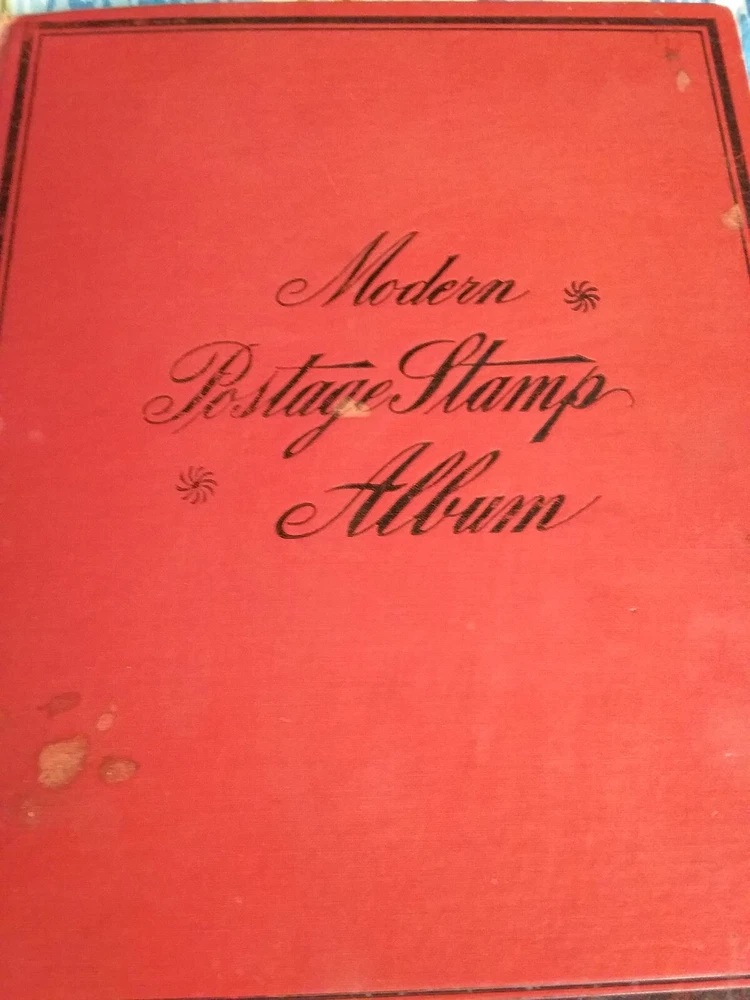 Modern
Postage Stamp
Album